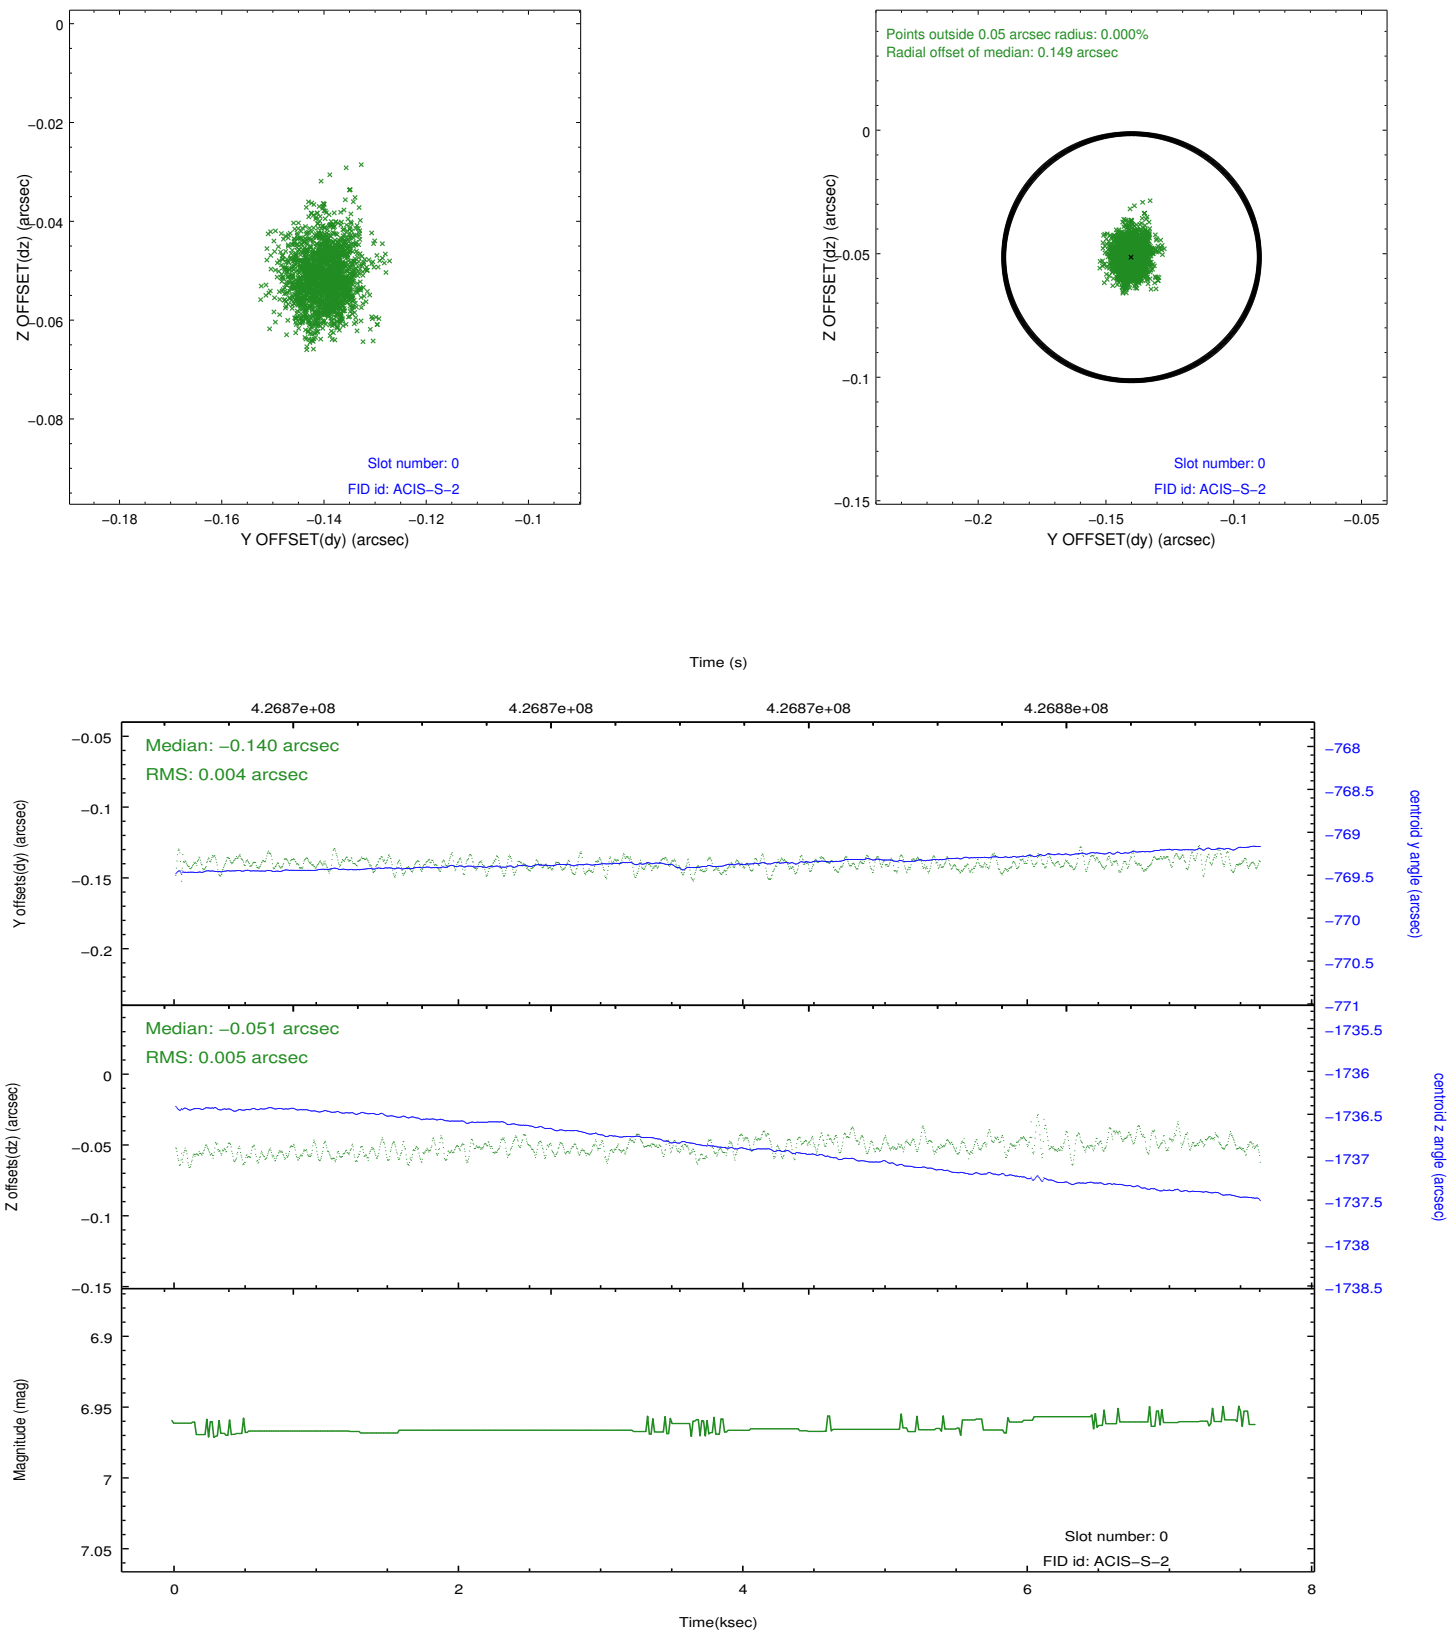 0
−0.02
−0.04
−0.06
−0.08
Z OFFSET(dz) (arcsec)
Slot number: 0
FID id: ACIS−S−2
−0.18
−0.16
−0.14
−0.12
−0.1
Y OFFSET(dy) (arcsec)
Points outside 0.05 arcsec radius: 0.000%
Radial offset of median: 0.149 arcsec
0
−0.05
−0.1
−0.15
Z OFFSET(dz) (arcsec)
Slot number: 0
FID id: ACIS−S−2
−0.2
−0.15
−0.1
−0.05
Y OFFSET(dy) (arcsec)
Time (s)
4.2687e+08
4.2687e+08
4.2687e+08
4.2688e+08
Median: −0.140 arcsec
RMS: 0.004 arcsec
−0.05
−0.1
−0.15
−0.2
Y offsets(dy) (arcsec)
−768
−768.5
−769
−769.5
−770
−770.5
−771
centroid y angle (arcsec)
Median: −0.051 arcsec
RMS: 0.005 arcsec
0
−0.05
−0.1
−0.15
Z offsets(dz) (arcsec)
−1735.5
−1736
−1736.5
−1737
−1737.5
−1738
−1738.5
centroid z angle (arcsec)
6.9
6.95
7
7.05
Magnitude (mag)
Slot number: 0
FID id: ACIS−S−2
0
2
4
6
8
Time(ksec)